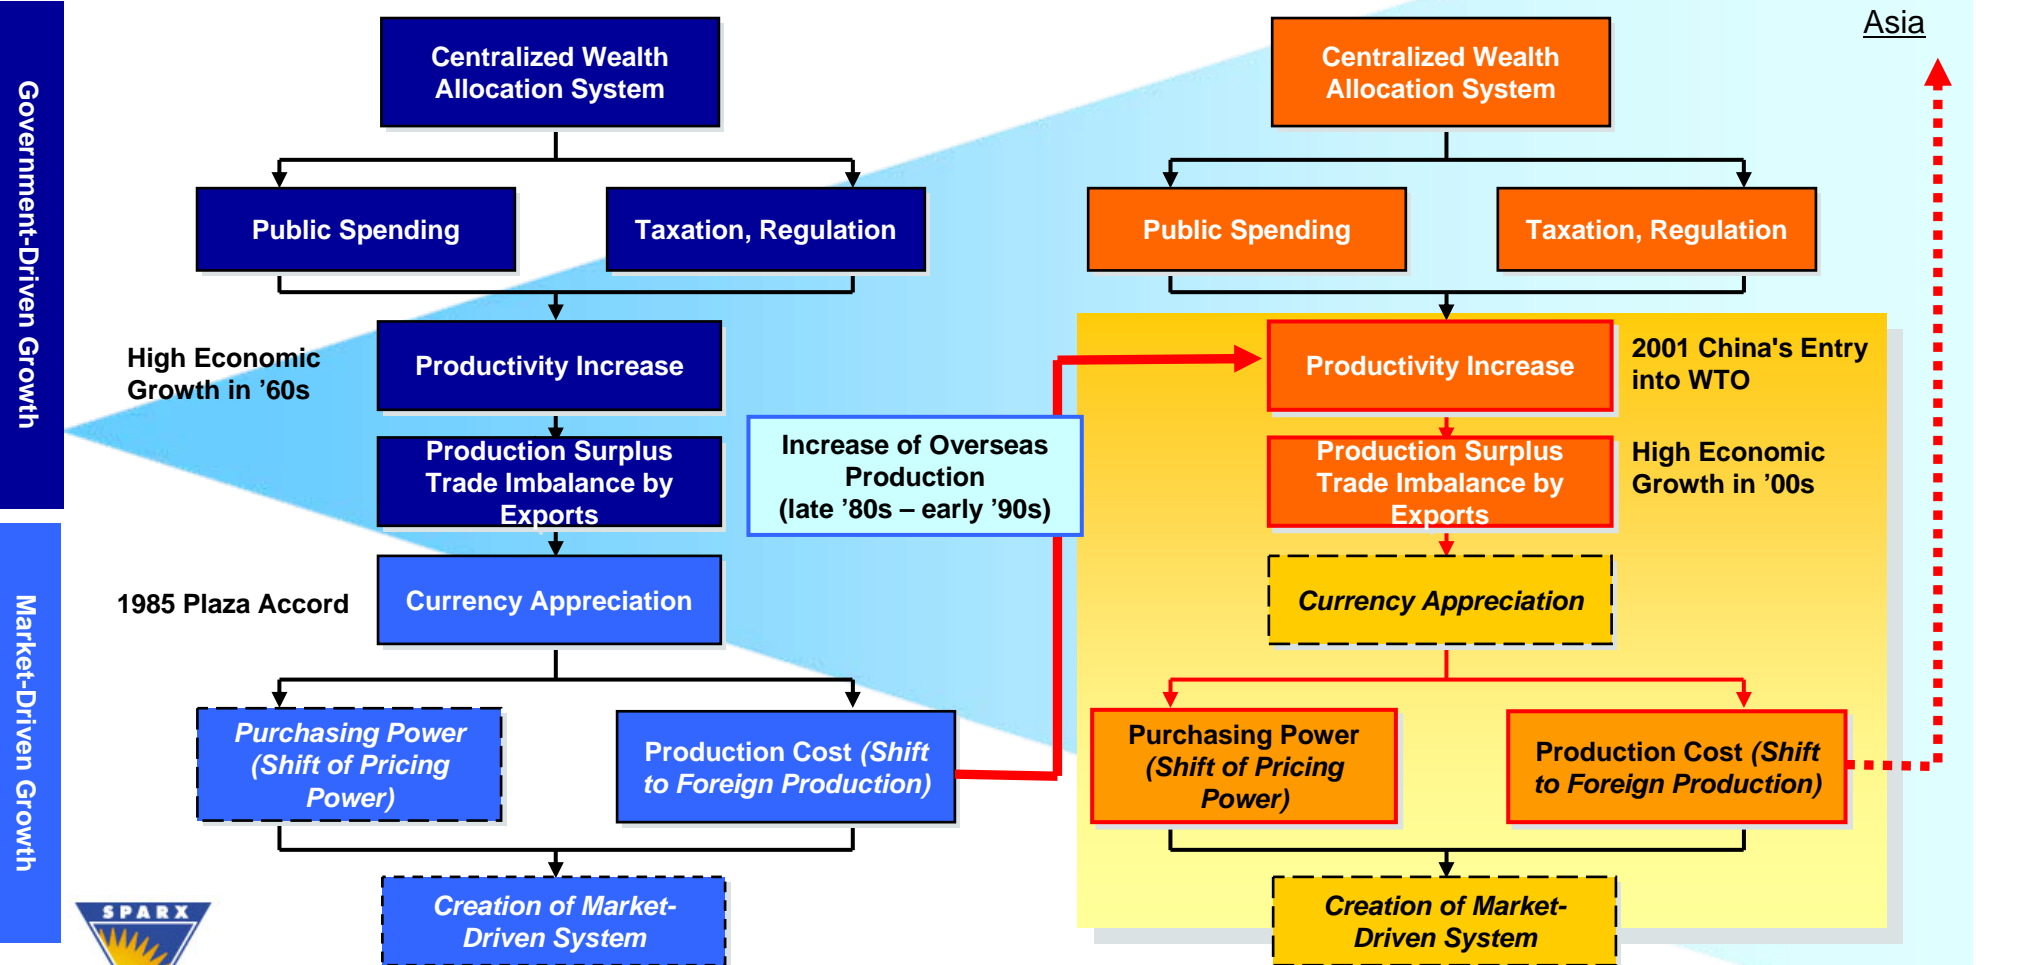 Asia
Government-Driven Growth
Market-Driven Growth
Centralized Wealth
Allocation System
Public Spending
Taxation, Regulation
High Economic
Growth in ’60s
Productivity Increase
Production Surplus
Trade Imbalance by
Exports
1985 Plaza Accord
Currency Appreciation
Purchasing Power
(Shift of Pricing
Power)
Production Cost (Shift
to Foreign Production)
Creation of Market-
Driven System
Increase of Overseas
Production
(late ’80s – early ’90s)
Centralized Wealth
Allocation System
Public Spending
Taxation, Regulation
Productivity Increase
2001 China's Entry
into WTO
Production Surplus
Trade Imbalance by
Exports
High Economic
Growth in ’00s
Currency Appreciation
Purchasing Power
(Shift of Pricing
Power)
Production Cost (Shift
to Foreign Production)
Creation of Market-
Driven System
SPARX